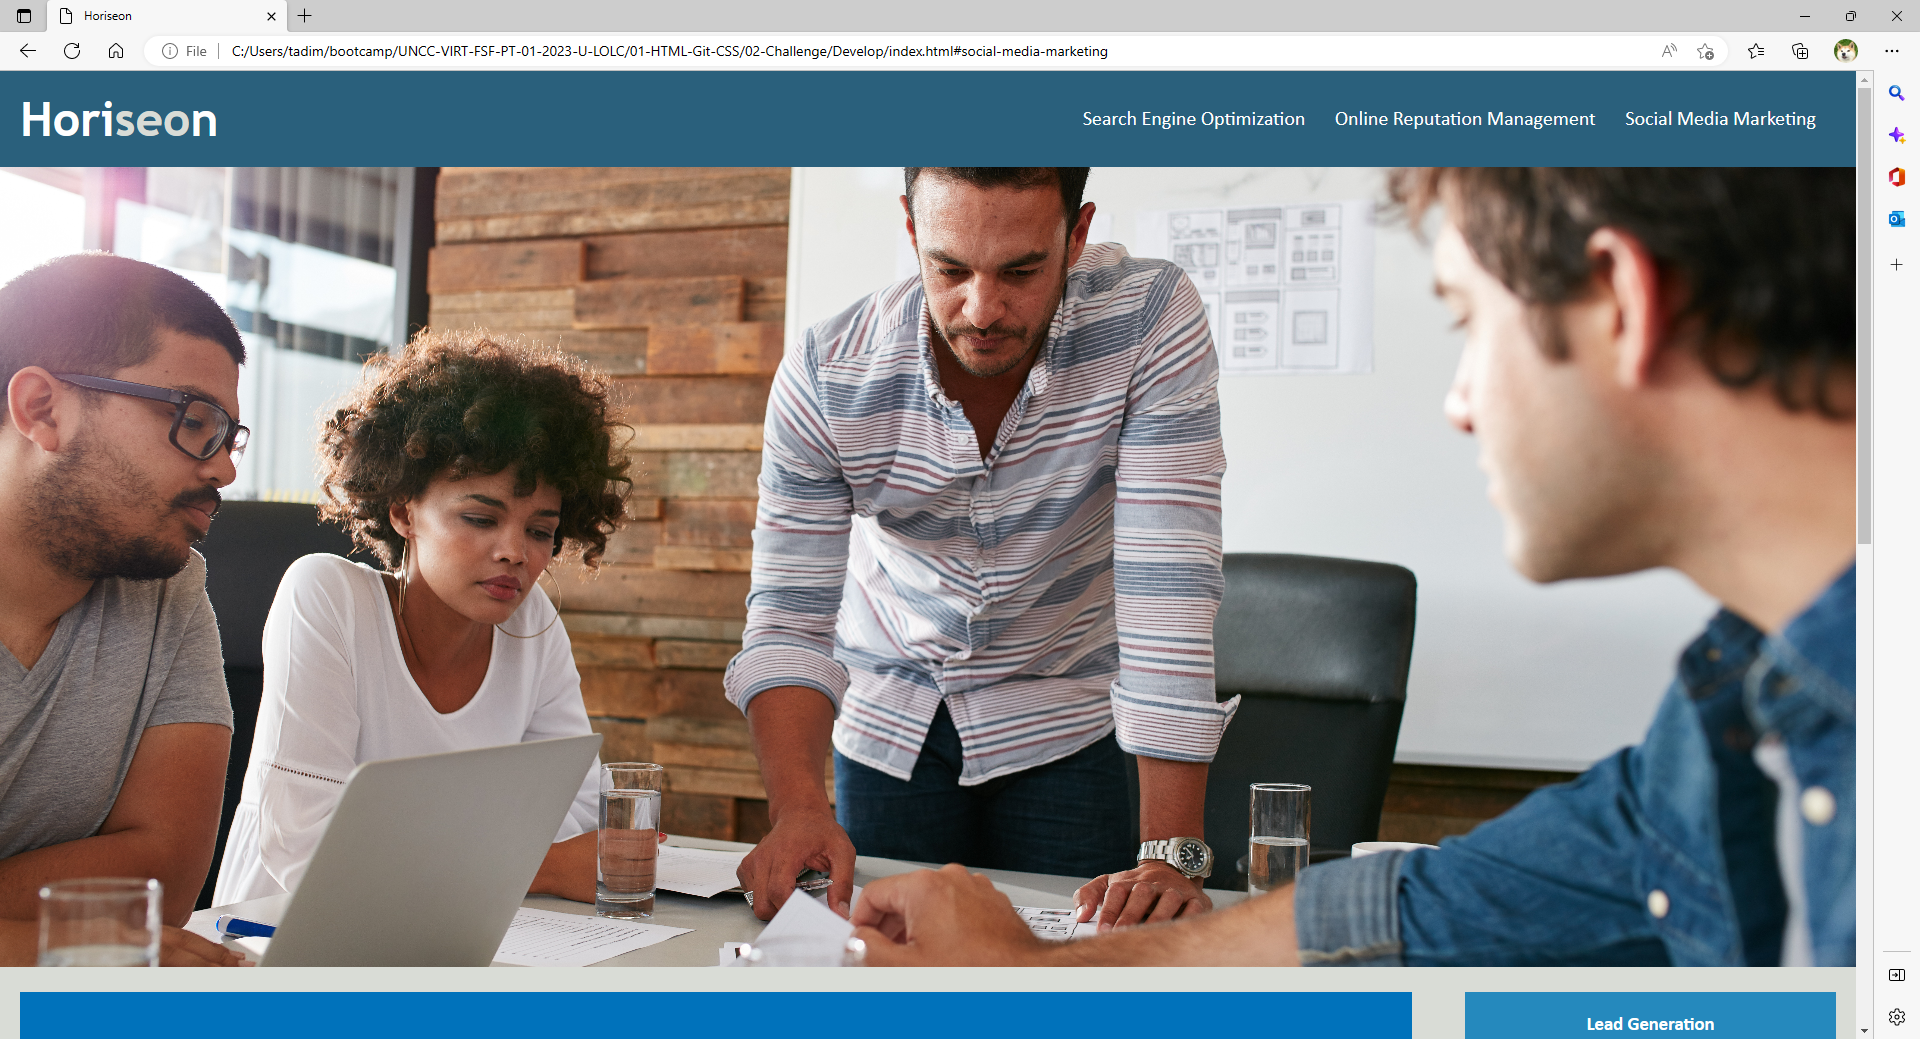 Horiseon
File
C:/Users/tadim/bootcamp/UNCC-VIRT-FSF-PT-01-2023-U-LOLC/01-HTML-Git-CSS/02-Challenge/Develop/index.html#social-media-marketing
Horiseon
Search Engine Optimization
Online Reputation Management
Social Media Marketing
Lead Generation